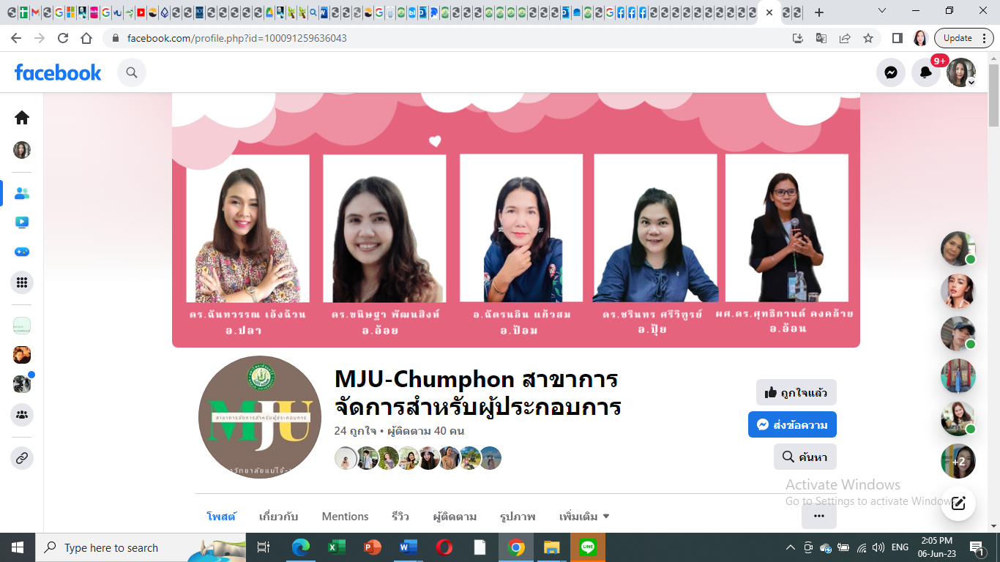 facebook.com/profile.php?id=100091259636043
Update
facebook
9+
ดร.ฉันทวรรณ เอ้งฉ้วน
อ.ปลา
ดร.ขนิษฐา พัฒนสิงห์
อ.อ้อย
อ.ฉัตรนลิน แก้วสม
อ.ป้อม
ดร.ชรินทร ศรีวิฑูรย์
อ.ปุ้ย
ผศ.ดร.ศุทธิกานต์ คงคล้าย
อ.อ้อน
MJU
สาขาการจัดการสำหรับผู้ประกอบการ
MJU-Chumphon สาขาการ
จัดการสำหรับผู้ประกอบการ
24 ถูกใจ • ผู้ติดตาม 40 คน
ถูกใจแล้ว
ส่งข้อความ
ค้นหา
+2
Activate Windows
Go to Settings to activate Windows.
โพสต์
เกี่ยวกับ
Mentions
รีวิว
ผู้ติดตาม
รูปภาพ
เพิ่มเติม
Type here to search
ENG
2:05 PM
06-Jun-23
1